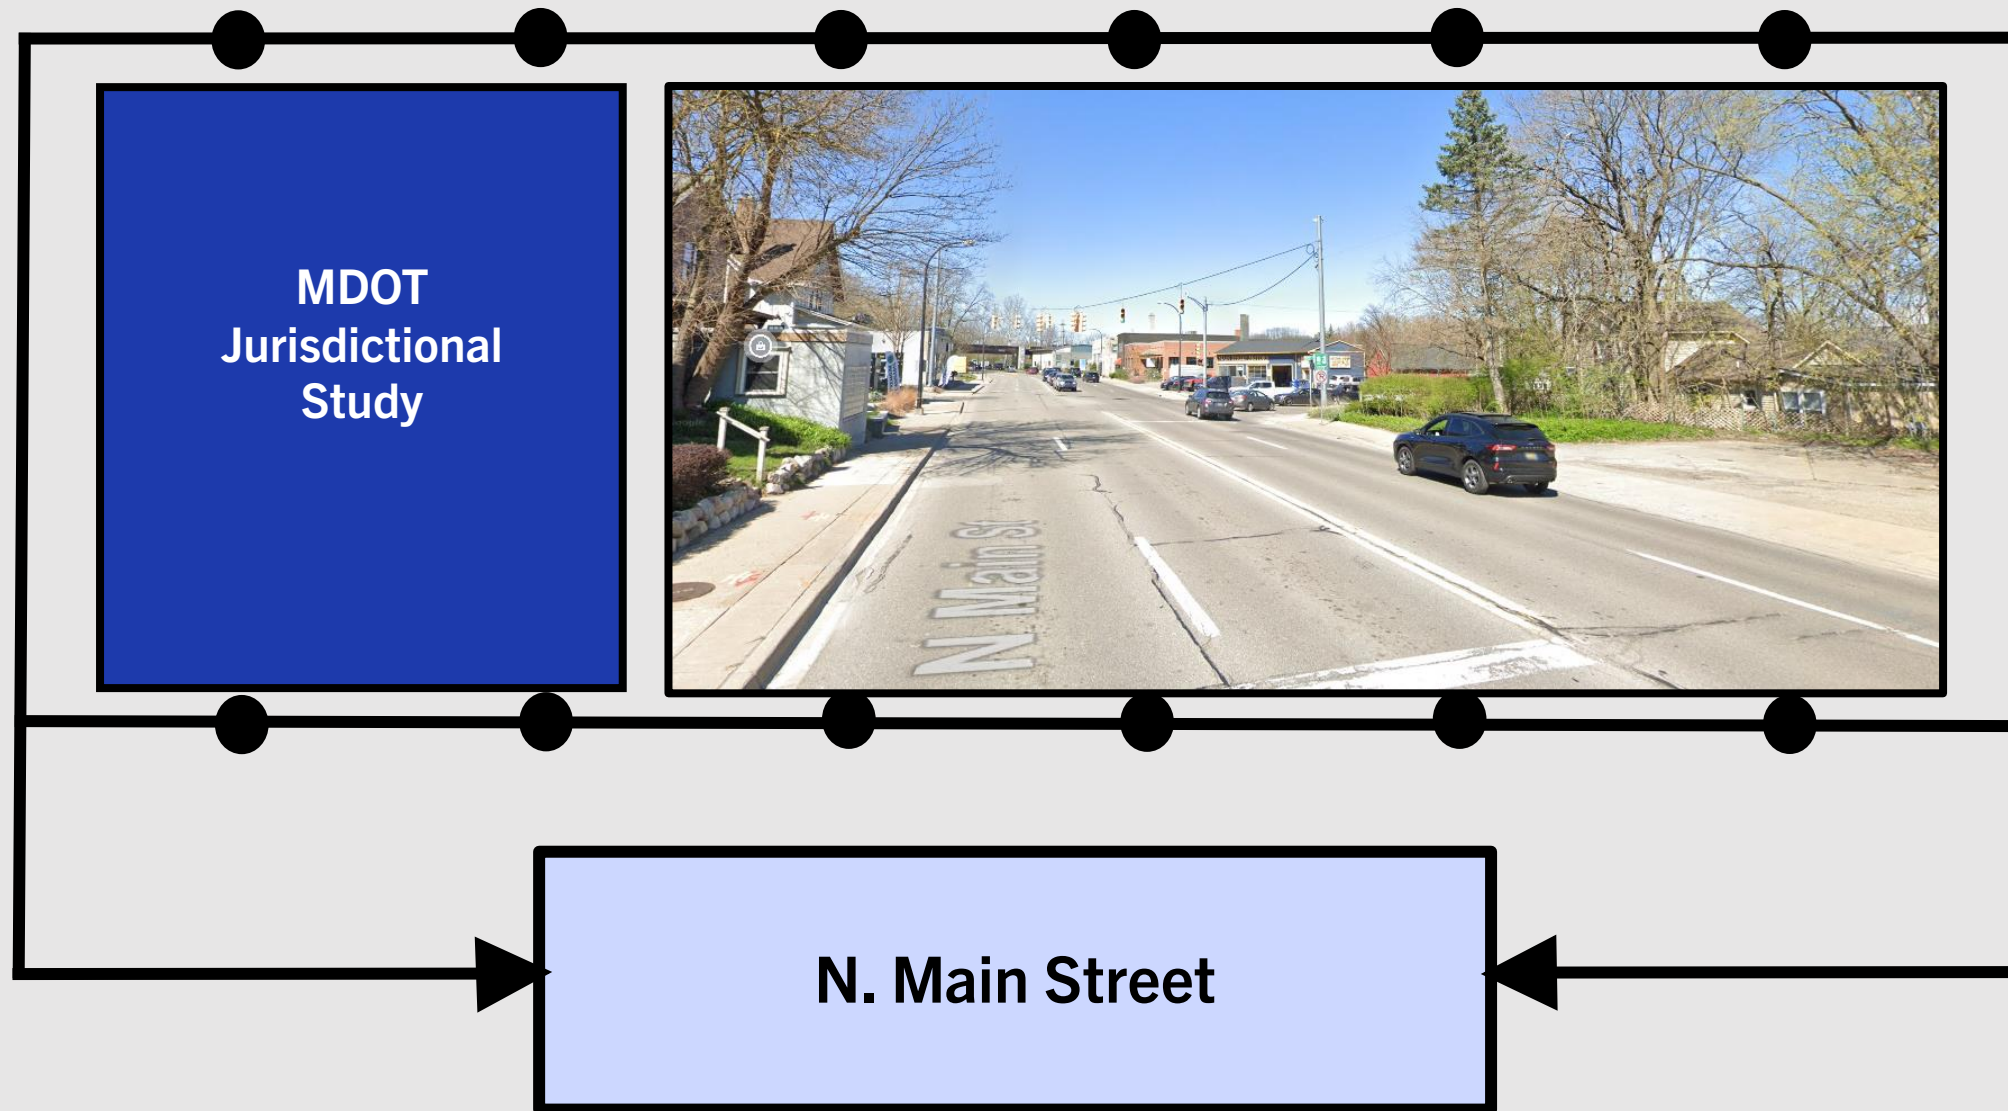 MDOT
Jurisdictional
Study
N Main St
N. Main Street